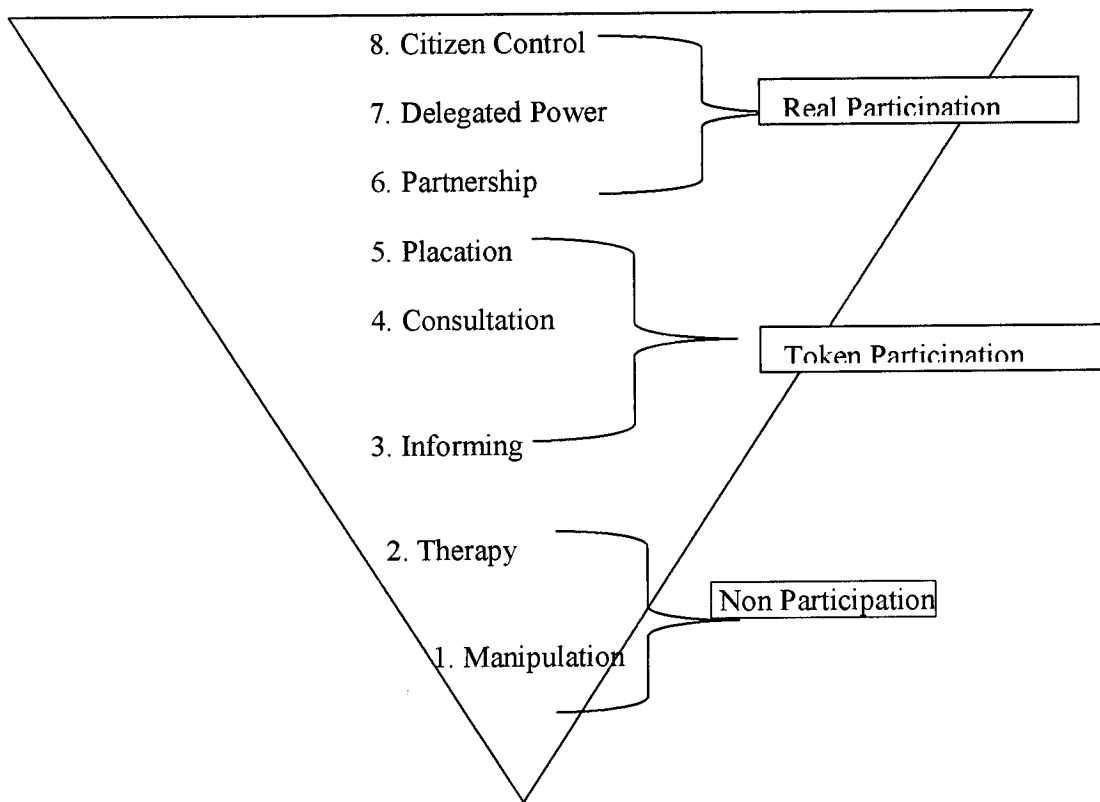 8. Citizen Control
7. Delegated Power
Real Participation
6. Partnership
5. Placation
4. Consultation
Token Participation
3. Informing
2. Therapy
Non Participation
1. Manipulation